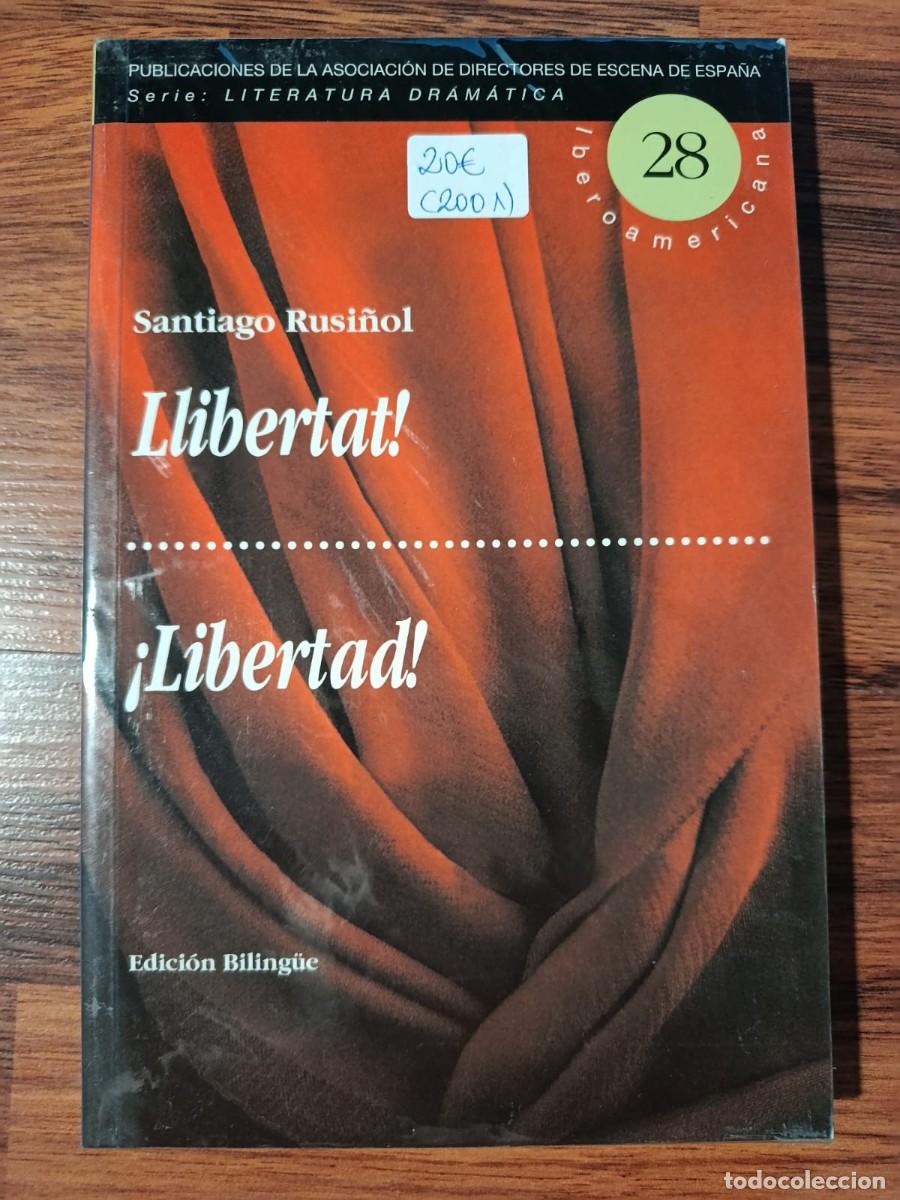 PUBLICACIONES DE LA ASOCIACIÓN DE DIRECTORES DE ESCENA DE ESPAÑA
Serie: LITERATURA DRAMÁTICA
28
Iberoamericana
20€
(2001)
Santiago Rusiñol
Llibertat!
¡Libertad!
Edición Bilingüe
todocoleccion